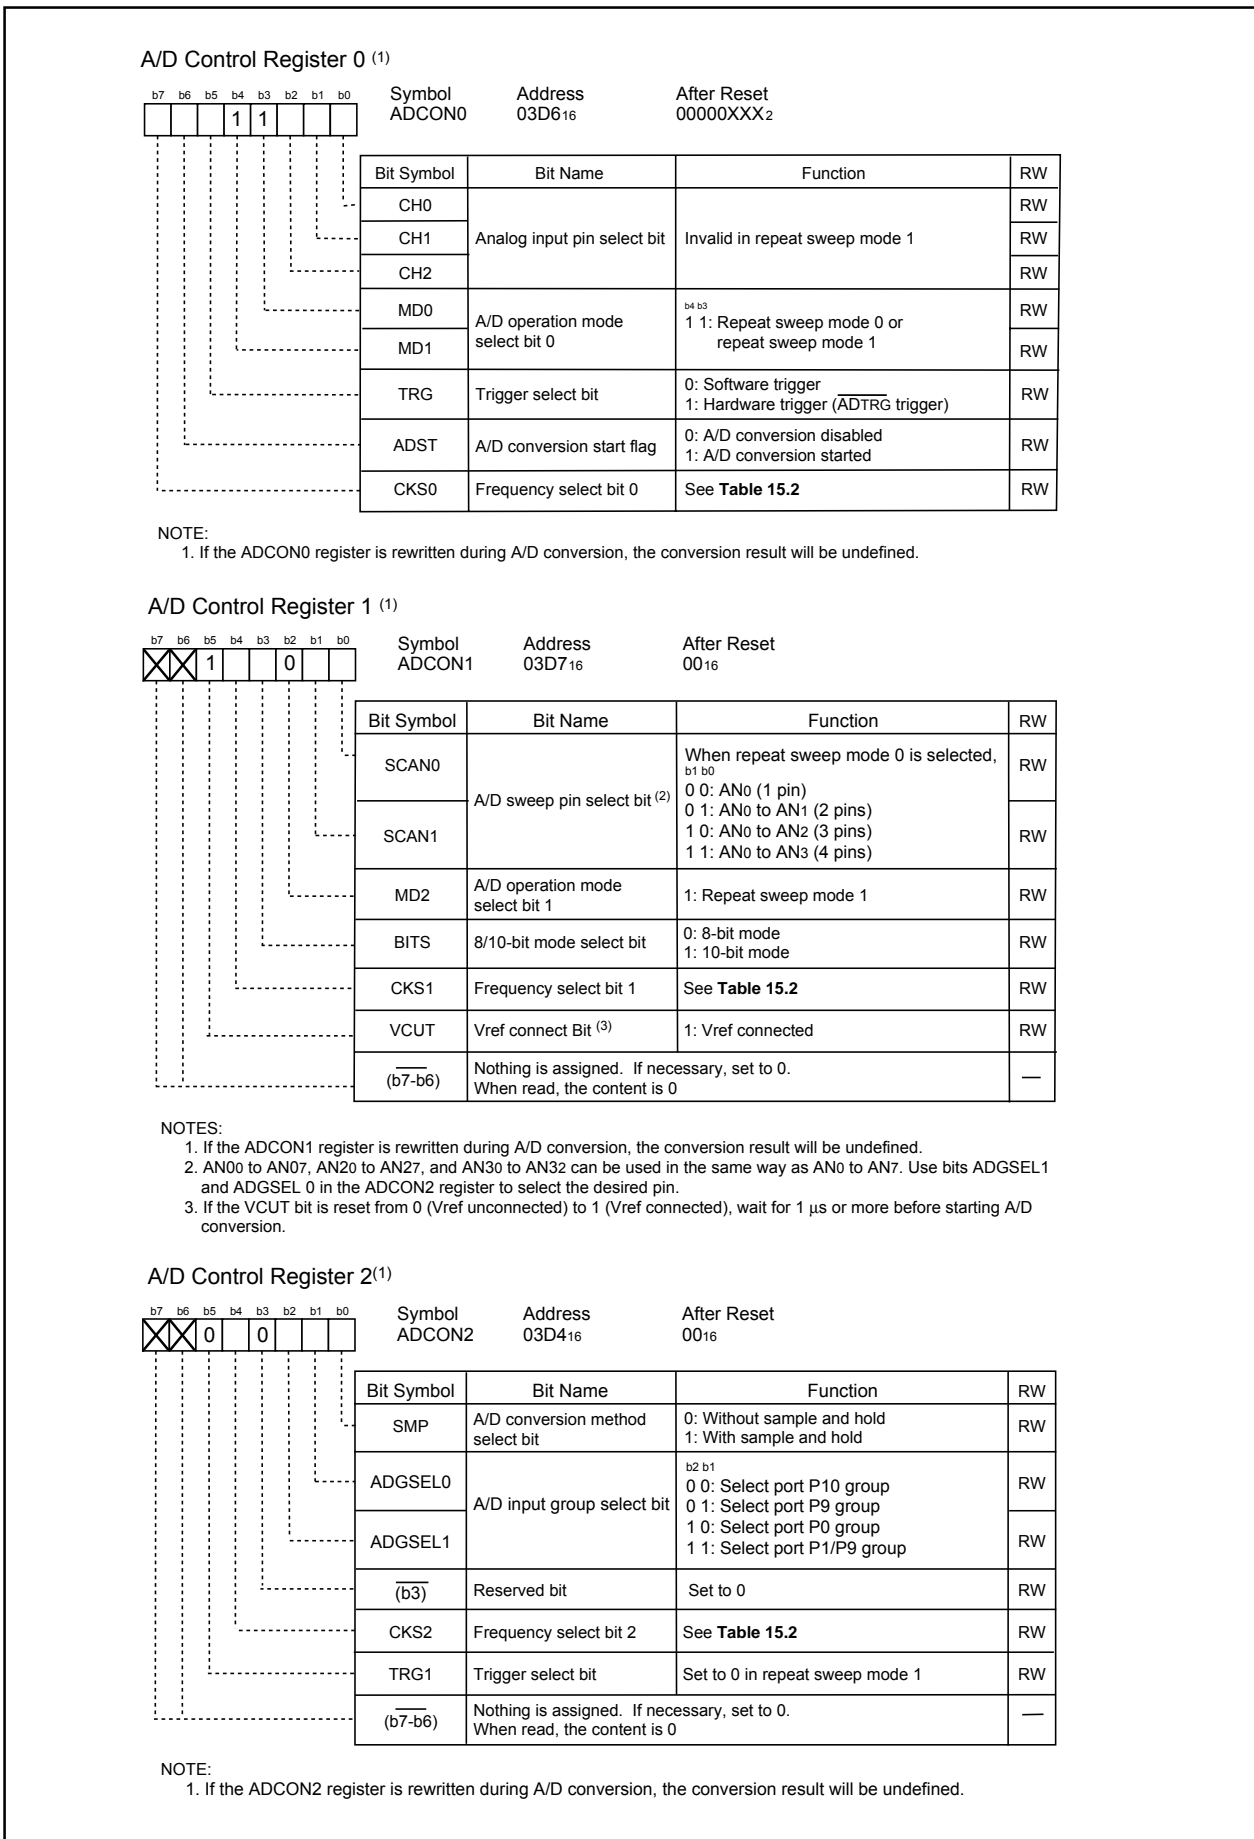 A/D Control Register 0 (1)
b7 b6 b5 b4 b3 b2 b1 b0
1 1
Symbol Address After Reset
ADCON0 03D616 00000XXX2
Bit Symbol Bit Name Function RW
CH0 RW
CH1 Analog input pin select bit Invalid in repeat sweep mode 1 RW
CH2 RW
MD0 A/D operation mode select bit 0 b4 b3 RW
1 1: Repeat sweep mode 0 or
repeat sweep mode 1
MD1 RW
TRG Trigger select bit 0: Software trigger RW
1: Hardware trigger (ADTRG trigger)
ADST A/D conversion start flag 0: A/D conversion disabled RW
1: A/D conversion started
CKS0 Frequency select bit 0 See Table 15.2 RW
NOTE:
1. If the ADCON0 register is rewritten during A/D conversion, the conversion result will be undefined.
A/D Control Register 1 (1)
b7 b6 b5 b4 b3 b2 b1 b0
1 0
Symbol Address After Reset
ADCON1 03D716 0016
Bit Symbol Bit Name Function RW
SCAN0 A/D sweep pin select bit (2) When repeat sweep mode 0 is selected, RW
b1 b0
0 0: AN0 (1 pin)
0 1: AN0 to AN1 (2 pins)
SCAN1 1 0: AN0 to AN2 (3 pins) RW
1 1: AN0 to AN3 (4 pins)
MD2 A/D operation mode select bit 1 1: Repeat sweep mode 1 RW
BITS 8/10-bit mode select bit 0: 8-bit mode RW
1: 10-bit mode
CKS1 Frequency select bit 1 See Table 15.2 RW
VCUT Vref connect Bit (3) 1: Vref connected RW
(b7-b6) Nothing is assigned. If necessary, set to 0. —
When read, the content is 0
NOTES:
1. If the ADCON1 register is rewritten during A/D conversion, the conversion result will be undefined.
2. AN00 to AN07, AN20 to AN27, and AN30 to AN32 can be used in the same way as AN0 to AN7. Use bits ADGSEL1
and ADGSEL 0 in the ADCON2 register to select the desired pin.
3. If the VCUT bit is reset from 0 (Vref unconnected) to 1 (Vref connected), wait for 1 µs or more before starting A/D
conversion.
A/D Control Register 2(1)
b7 b6 b5 b4 b3 b2 b1 b0
0 0
Symbol Address After Reset
ADCON2 03D416 0016
Bit Symbol Bit Name Function RW
SMP A/D conversion method select bit 0: Without sample and hold RW
1: With sample and hold
ADGSEL0 A/D input group select bit b2 b1 RW
0 0: Select port P10 group
0 1: Select port P9 group
ADGSEL1 1 0: Select port P0 group RW
1 1: Select port P1/P9 group
(b3) Reserved bit Set to 0 RW
CKS2 Frequency select bit 2 See Table 15.2 RW
TRG1 Trigger select bit Set to 0 in repeat sweep mode 1 RW
(b7-b6) Nothing is assigned. If necessary, set to 0. —
When read, the content is 0
NOTE:
1. If the ADCON2 register is rewritten during A/D conversion, the conversion result will be undefined.